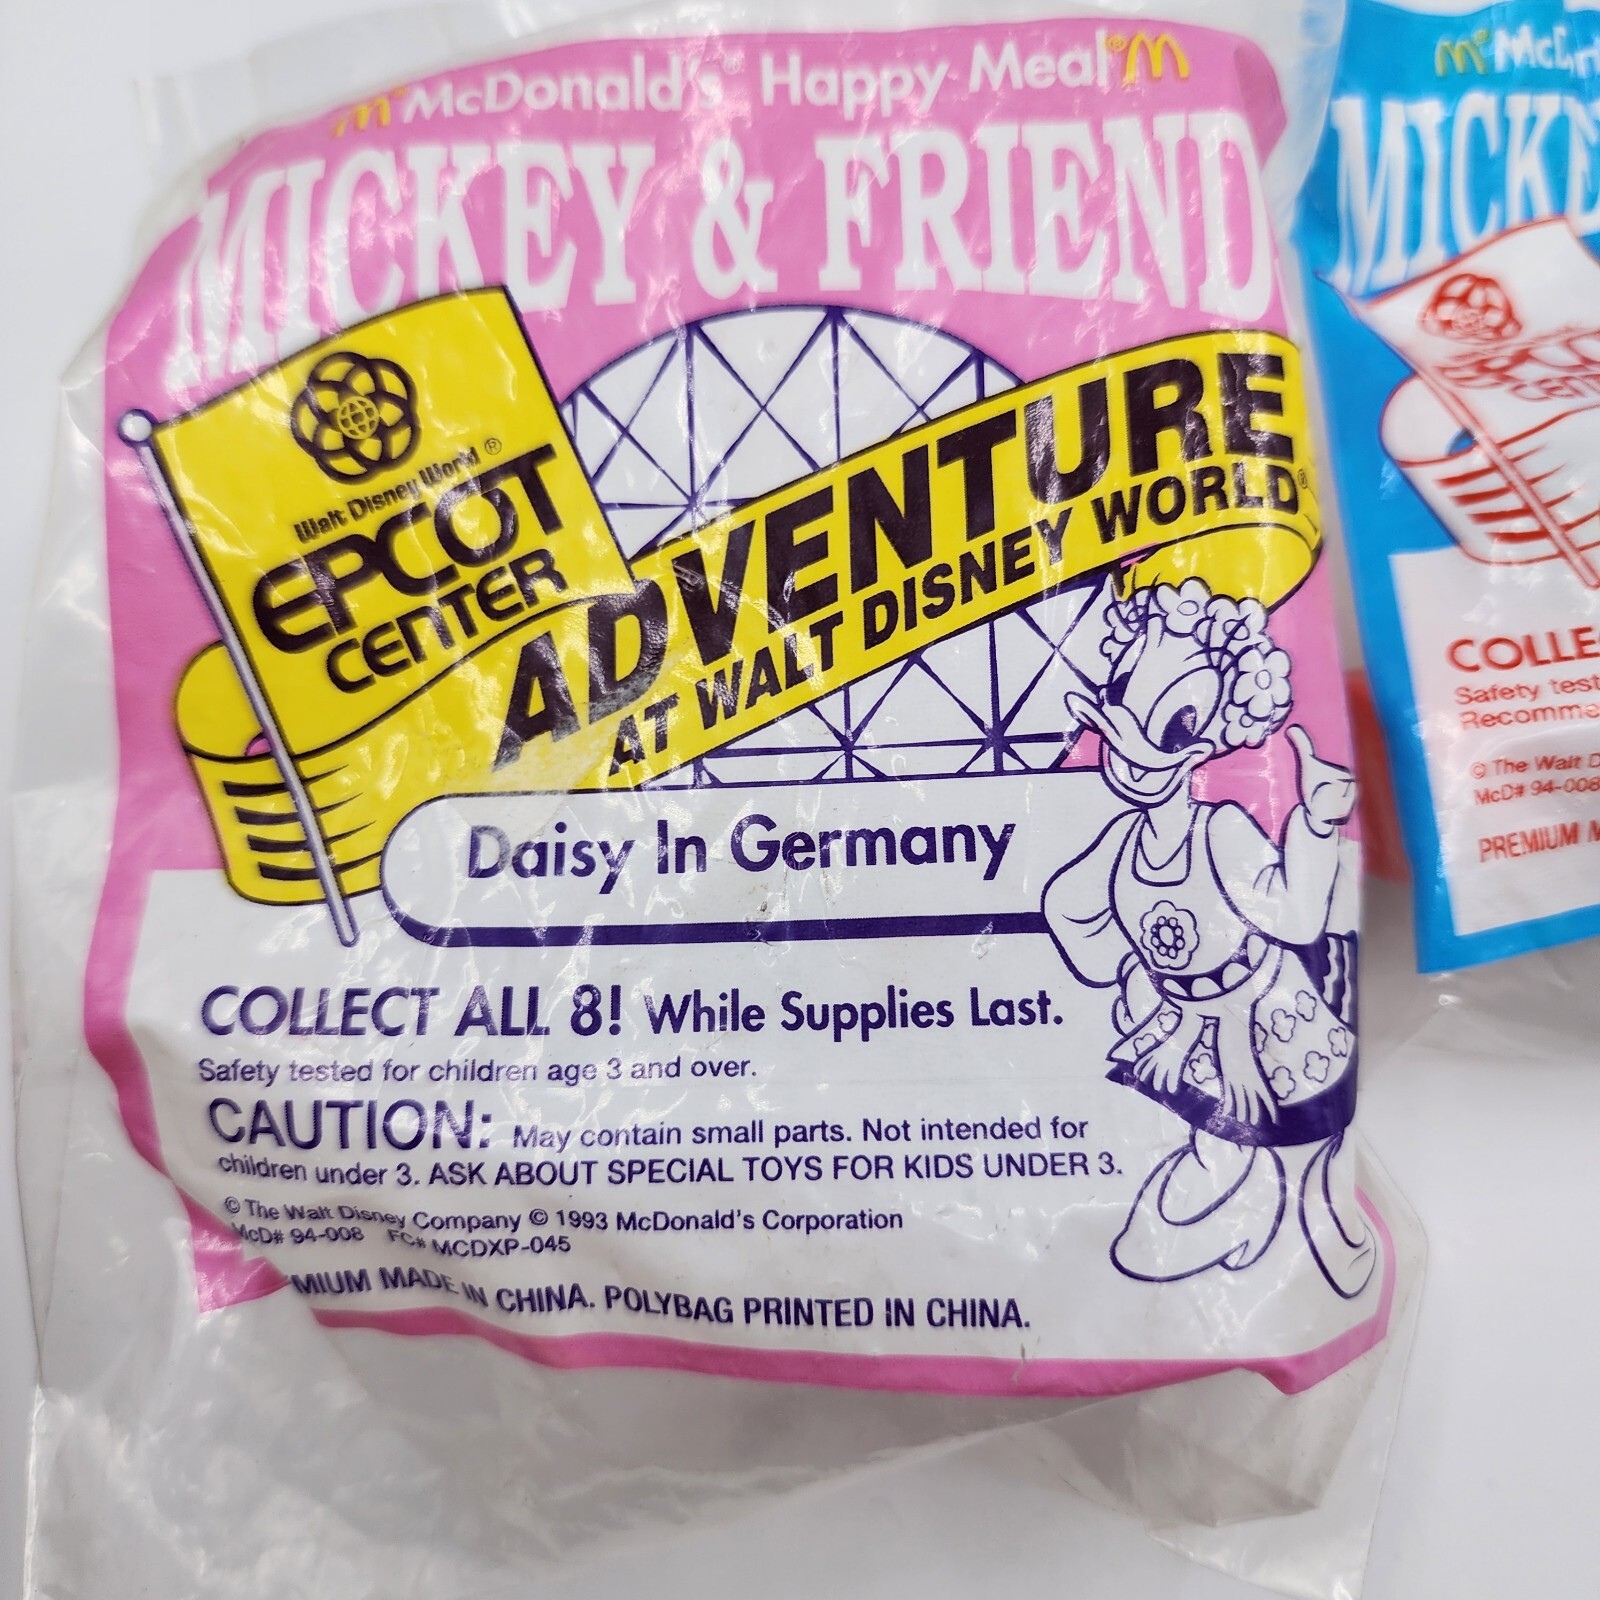 McDonald's Happy Meal
MICKEY & FRIEND
Walt Disney World®
EPCOT
CENTER
ADVENTURE
AT WALT DISNEY WORLD®
Daisy In Germany
COLLECT ALL 8! While Supplies Last.
Safety tested for children age 3 and over.
CAUTION: May contain small parts. Not intended for
children under 3. ASK ABOUT SPECIAL TOYS FOR KIDS UNDER 3.
© The Walt Disney Company © 1993 McDonald's Corporation
McD# 94-008 FC# MCDXP-045
MIUM MADE IN CHINA. POLYBAG PRINTED IN CHINA.
MICKE
COLLE
Safety test
Recomme
© The Walt D
McD# 94-008
PREMIUM M